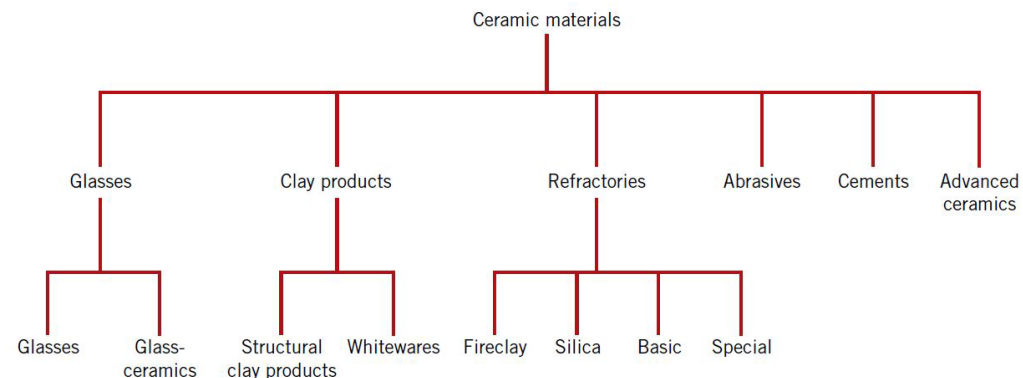 Ceramic materials
Glasses
Clay products
Refractories
Abrasives
Cements
Advanced
ceramics
Glasses
Glass-
ceramics
Structural
clay products
Whitewares
Fireclay
Silica
Basic
Special